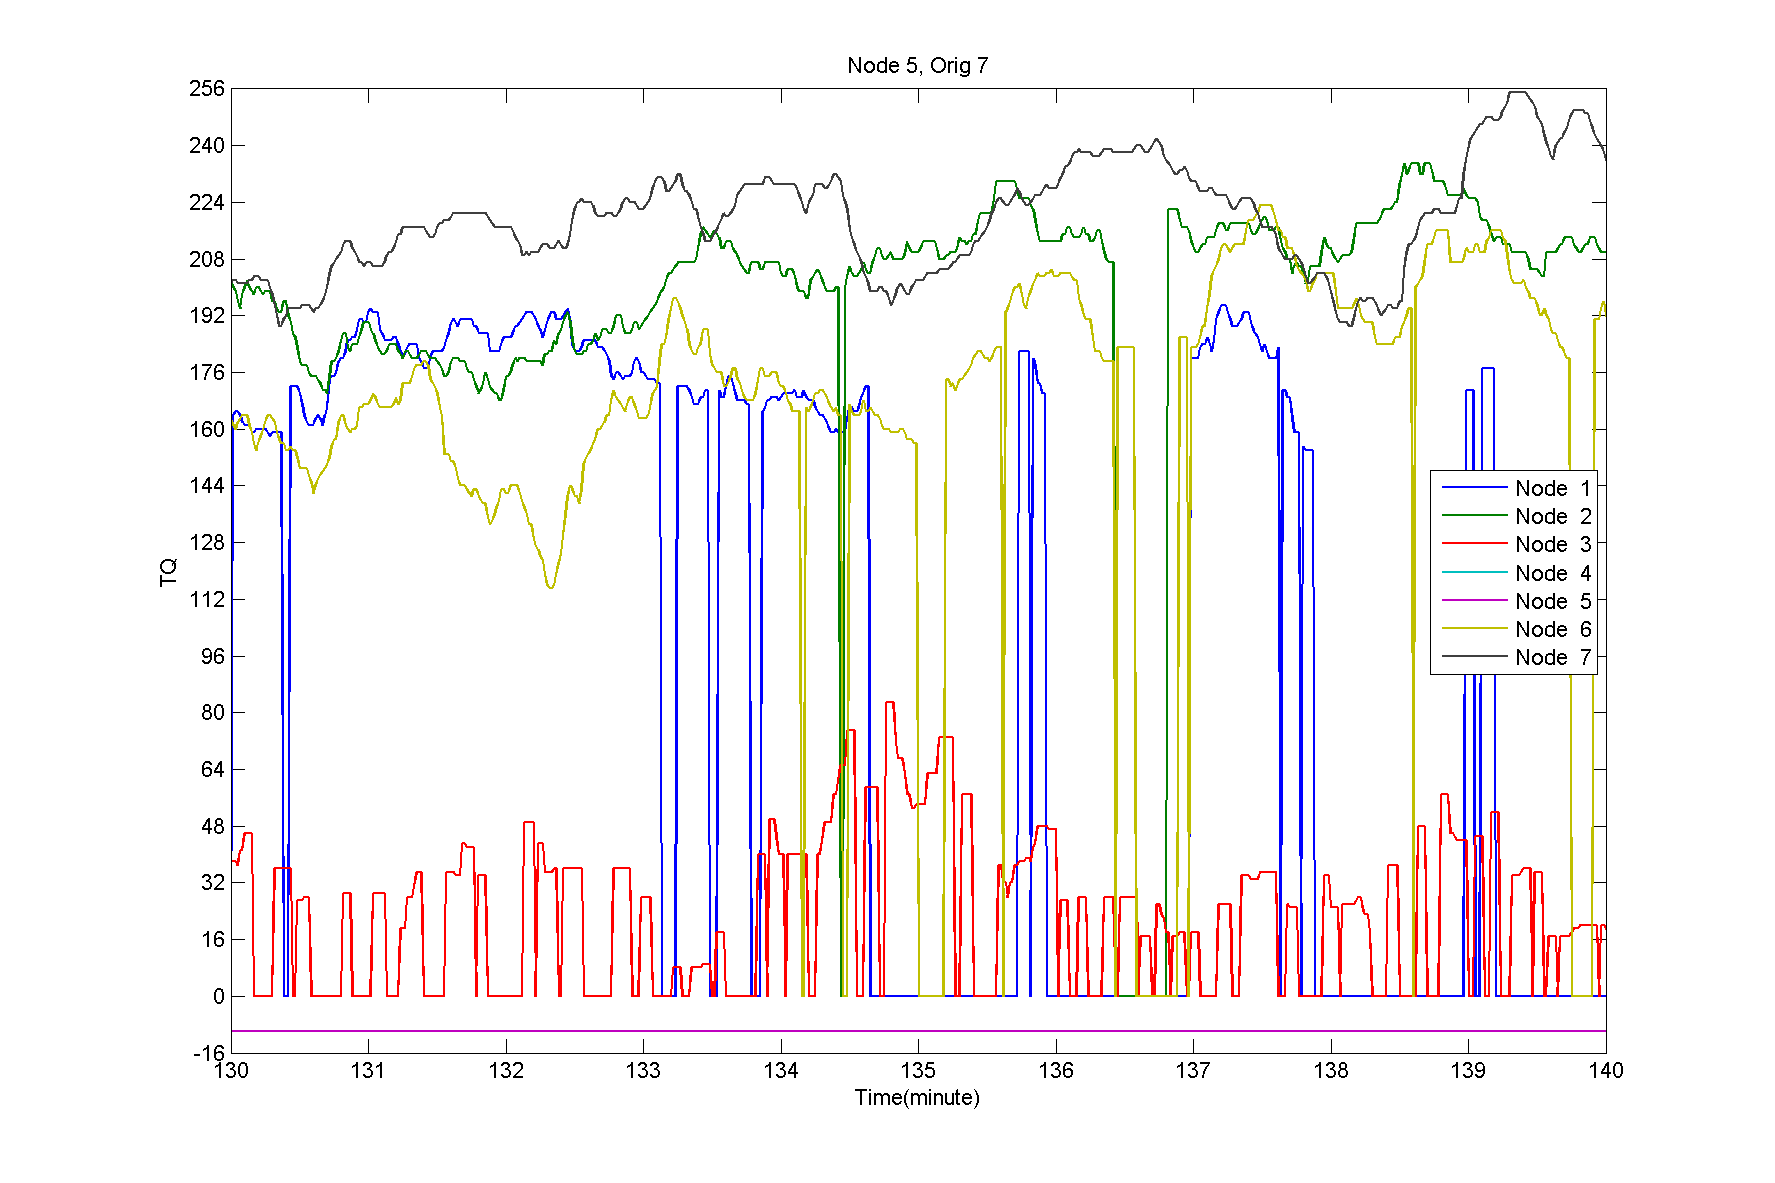 Node 5, Orig 7
256
240
224
208
192
176
160
144
128
112
96
80
64
48
32
16
0
-16
TQ
Node 1
Node 2
Node 3
Node 4
Node 5
Node 6
Node 7
130 131 132 133 134 135 136 137 138 139 140
Time(minute)